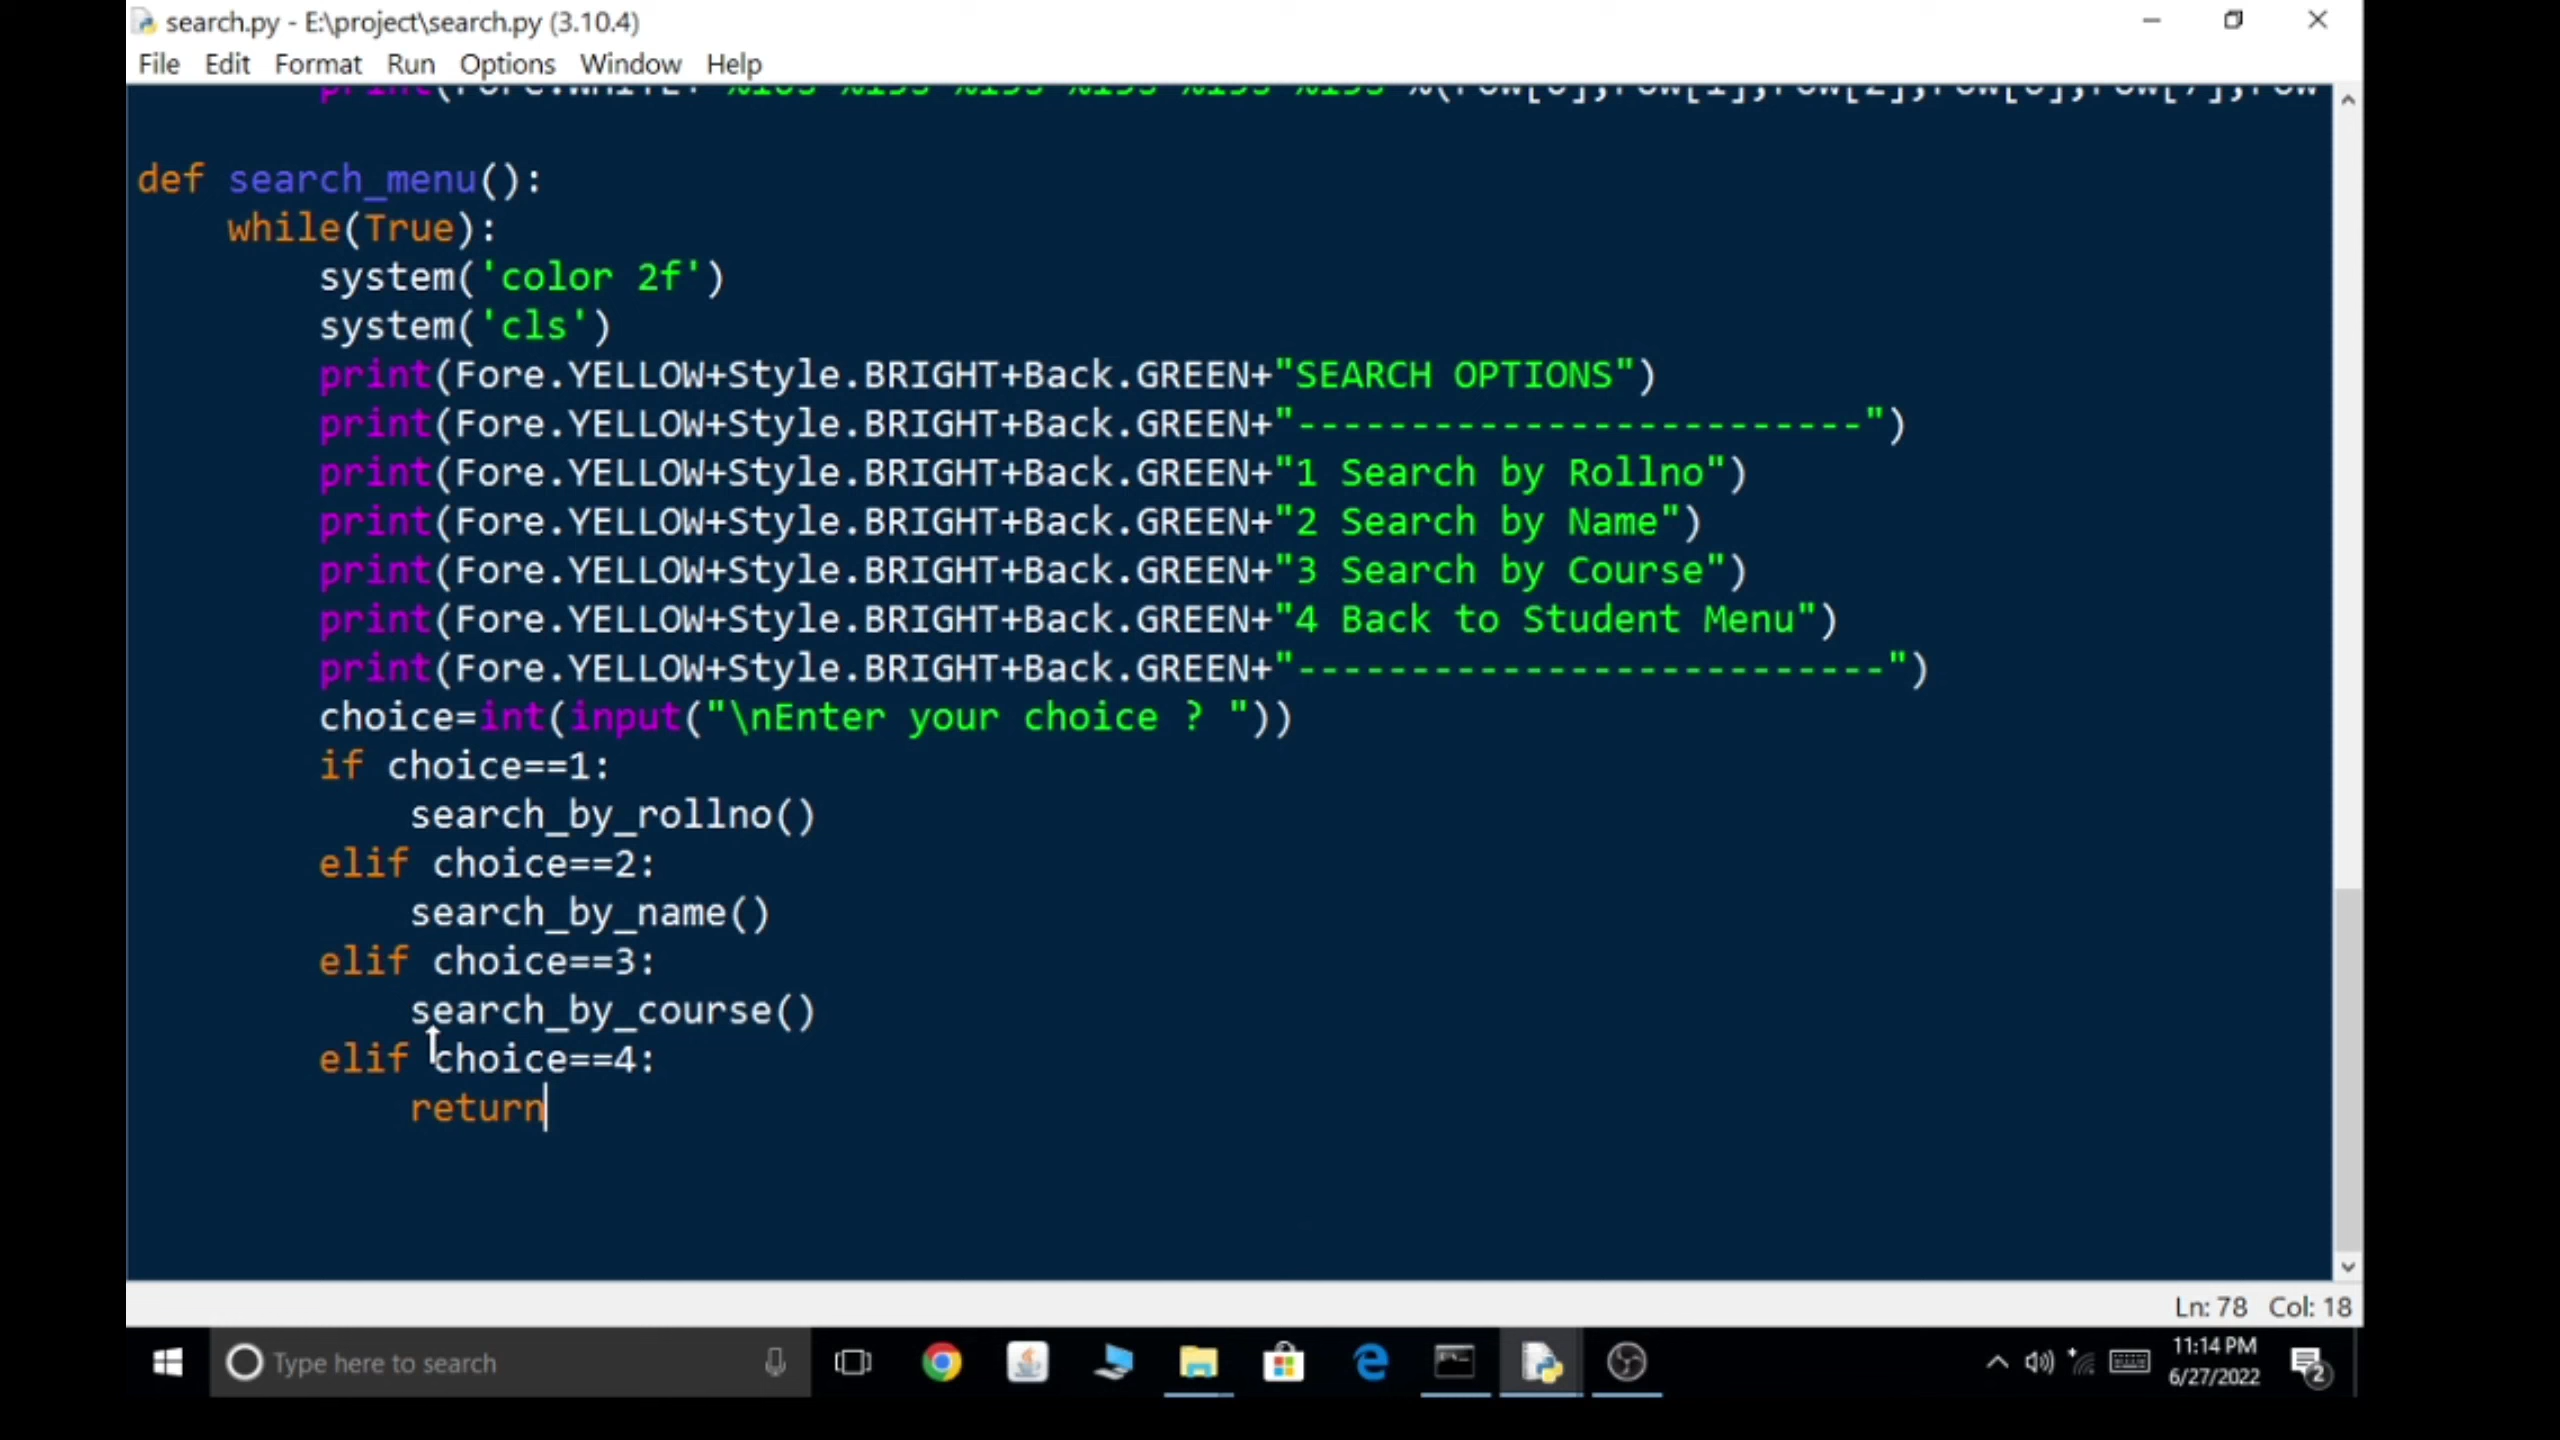 search.py - E:\project\search.py (3.10.4)
File Edit Format Run Options Window Help
def search_menu():
    while(True):
        system('color 2f')
        system('cls')
        print(Fore.YELLOW+Style.BRIGHT+Back.GREEN+"SEARCH OPTIONS")
        print(Fore.YELLOW+Style.BRIGHT+Back.GREEN+"-------------------------")
        print(Fore.YELLOW+Style.BRIGHT+Back.GREEN+"1 Search by Rollno")
        print(Fore.YELLOW+Style.BRIGHT+Back.GREEN+"2 Search by Name")
        print(Fore.YELLOW+Style.BRIGHT+Back.GREEN+"3 Search by Course")
        print(Fore.YELLOW+Style.BRIGHT+Back.GREEN+"4 Back to Student Menu")
        print(Fore.YELLOW+Style.BRIGHT+Back.GREEN+"--------------------------")
        choice=int(input("\nEnter your choice ? "))
        if choice==1:
            search_by_rollno()
        elif choice==2:
            search_by_name()
        elif choice==3:
            search_by_course()
        elif choice==4:
            return
Ln: 78 Col: 18
Type here to search
11:14 PM
6/27/2022
2